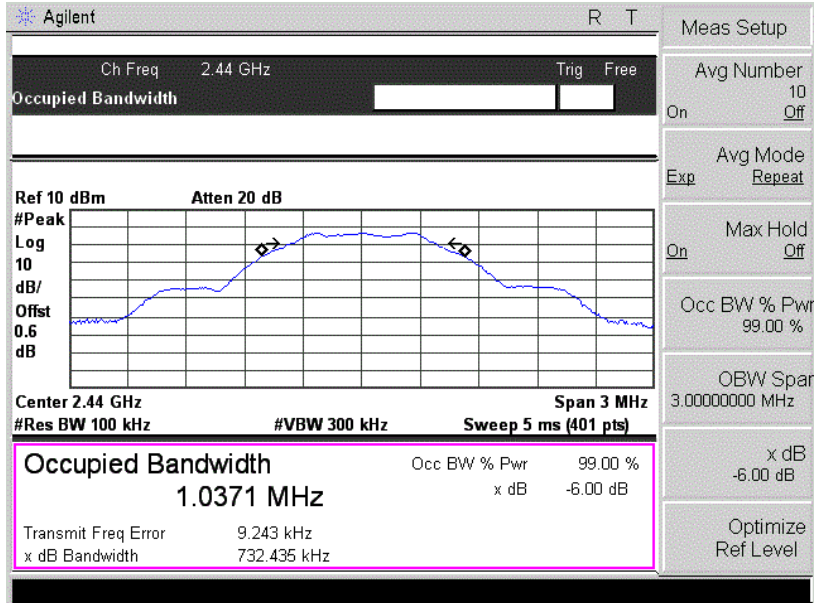 Agilent
R T
Ch Freq 2.44 GHz Trig Free
Occupied Bandwidth
Ref 10 dBm Atten 20 dB
#Peak
Log
10
dB/
Offst
0.6
dB
Center 2.44 GHz Span 3 MHz
#Res BW 100 kHz #VBW 300 kHz Sweep 5 ms (401 pts)
Occupied Bandwidth
1.0371 MHz
Occ BW % Pwr 99.00 %
x dB -6.00 dB
Transmit Freq Error 9.243 kHz
x dB Bandwidth 732.435 kHz
Meas Setup
Avg Number
10
On Off
Avg Mode
Exp Repeat
Max Hold
On Off
Occ BW % Pwr
99.00 %
OBW Span
3.00000000 MHz
x dB
-6.00 dB
Optimize
Ref Level